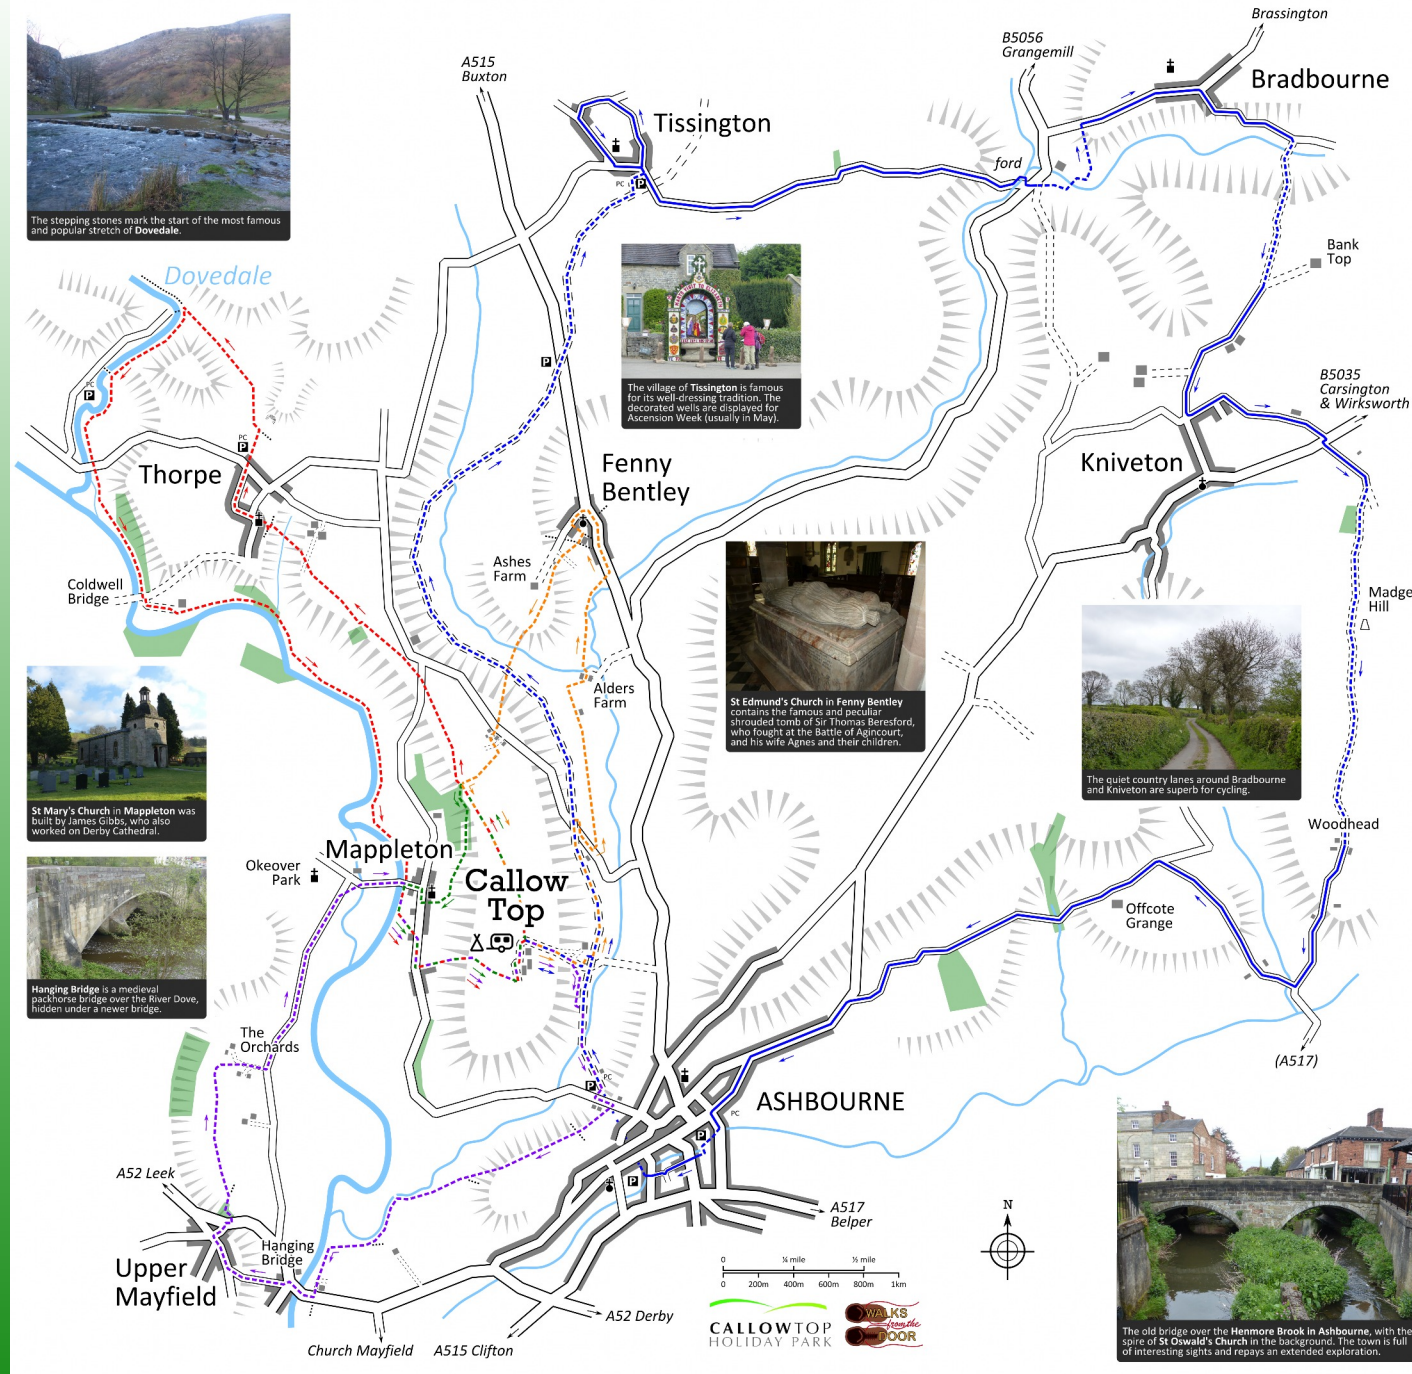 Brassington
B5056
Grangemill
Bradbourne
A515
Buxton
Tissington
PC
P
ford
The stepping stones mark the start of the most famous
and popular stretch of Dovedale.
Dovedale
Bank
Top
The village of Tissington is famous
for its well-dressing tradition. The
decorated wells are displayed for
Ascension Week (usually in May).
P
B5035
Carsington
& Wirksworth
PC
P
PC
P
Thorpe
Fenny
Bentley
Kniveton
Ashes
Farm
Coldwell
Bridge
Madge
Hill
Alders
Farm
St Edmund's Church in Fenny Bentley
contains the famous and peculiar
shrouded tomb of Sir Thomas Beresford,
who fought at the Battle of Agincourt,
and his wife Agnes and their children.
The quiet country lanes around Bradbourne
and Kniveton are superb for cycling.
St Mary's Church in Mappleton was
built by James Gibbs, who also
worked on Derby Cathedral.
Woodhead
Mappleton
Okeover
Park
Callow
Top
Offcote
Grange
Hanging Bridge is a medieval
packhorse bridge over the River Dove,
hidden under a newer bridge.
The
Orchards
(A517)
PC
P
ASHBOURNE
PC
P
P
A52 Leek
A517
Belper
N
Hanging
Bridge
Upper
Mayfield
0 ¼ mile ½ mile
0 200m 400m 600m 800m 1km
A52 Derby
Church Mayfield
A515 Clifton
CALLOWTOP
HOLIDAY PARK
WALKS
from the
DOOR
The old bridge over the Henmore Brook in Ashbourne, with the
spire of St Oswald's Church in the background. The town is full
of interesting sights and repays an extended exploration.